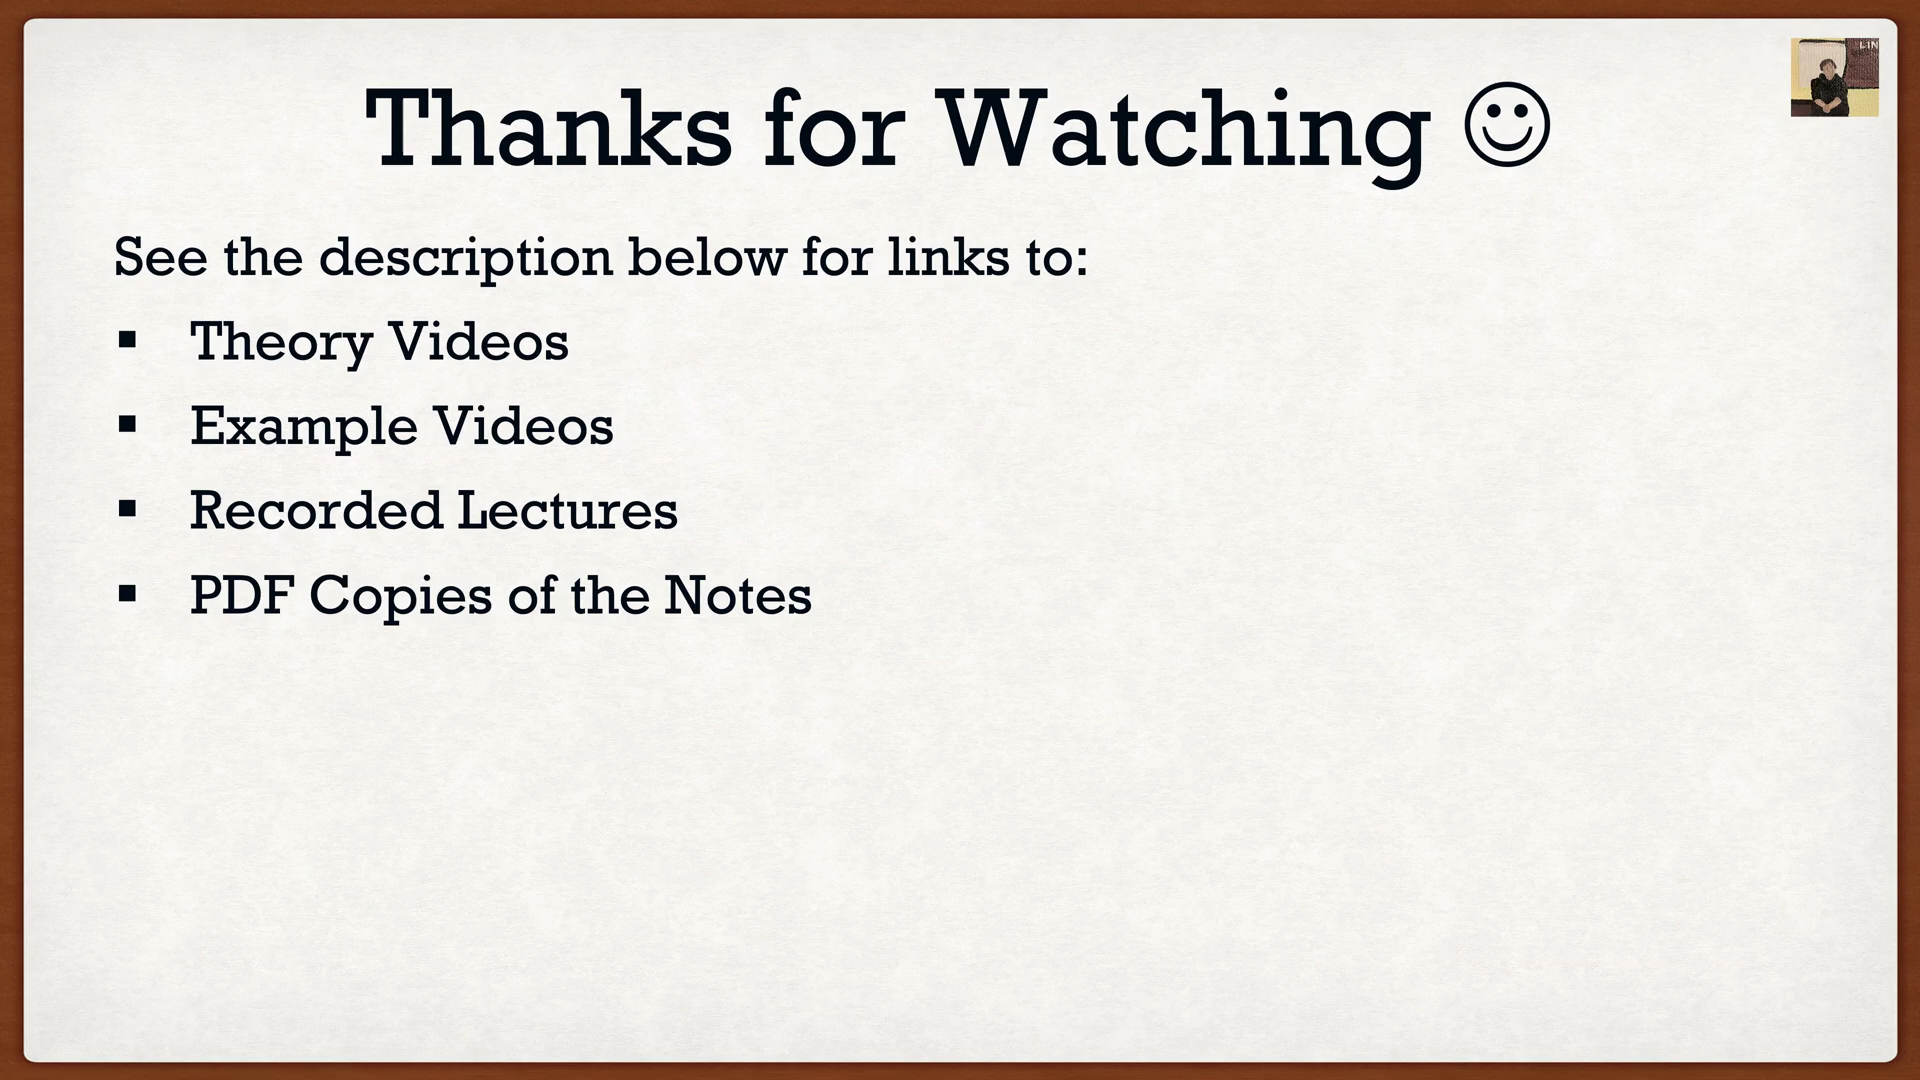 LIN
Thanks for Watching ☺
See the description below for links to:
▪ Theory Videos
▪ Example Videos
▪ Recorded Lectures
▪ PDF Copies of the Notes